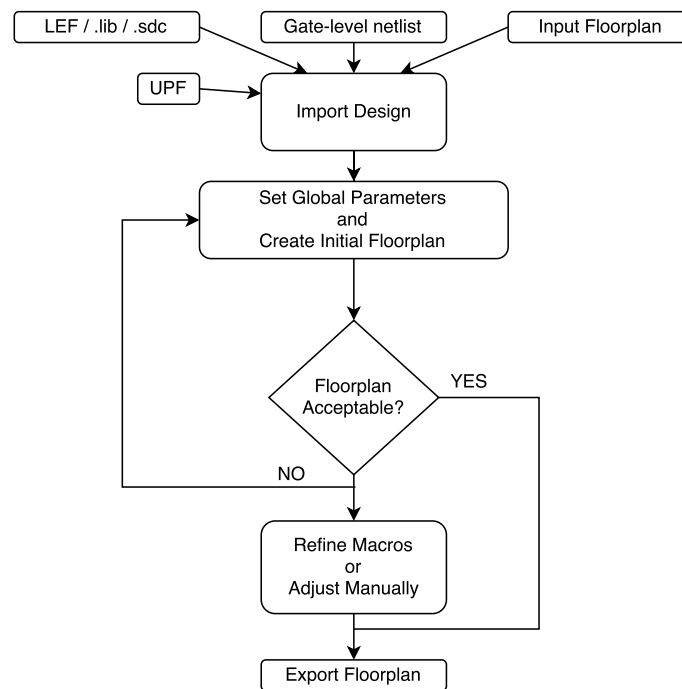 LEF / .lib / .sdc
Gate-level netlist
Input Floorplan
UPF
Import Design
Set Global Parameters
and
Create Initial Floorplan
Floorplan
Acceptable?
YES
NO
Refine Macros
or
Adjust Manually
Export Floorplan